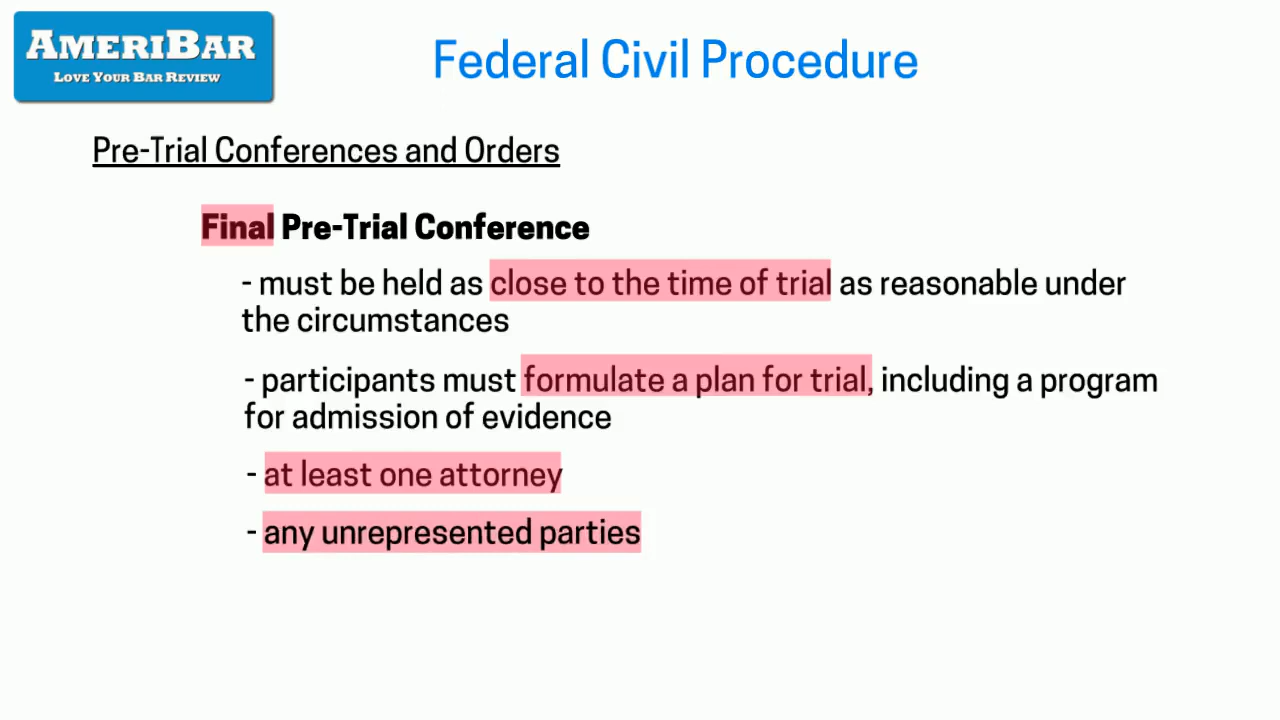 AMERIBAR
LOVE YOUR BAR REVIEW
Federal Civil Procedure
Pre-Trial Conferences and Orders
Final Pre-Trial Conference
- must be held as close to the time of trial as reasonable under
the circumstances
- participants must formulate a plan for trial, including a program
for admission of evidence
- at least one attorney
- any unrepresented parties